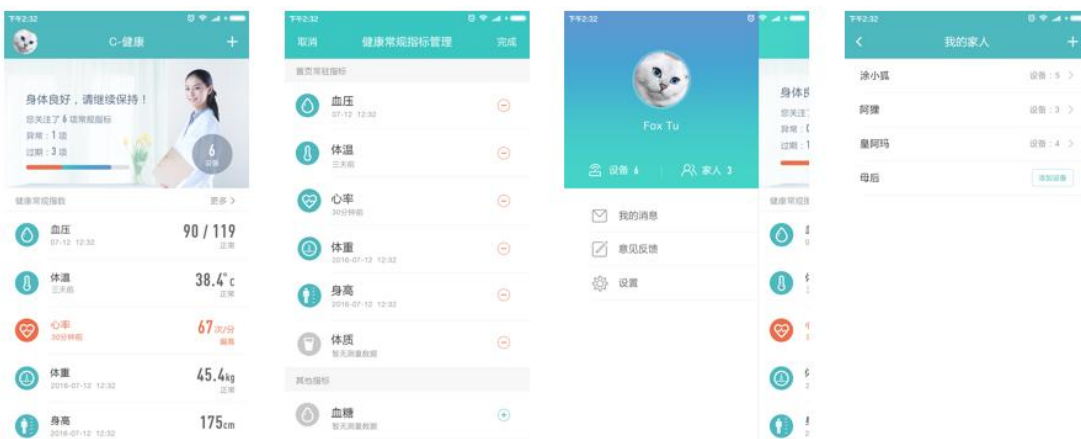 下午2:32
C-健康
+
身体良好，请继续保持！
您关注了 6 项常规指标
异常：1 项
过期：3 项
6
设备
健康常规指数
更多 >
血压
07-12 12:32
90 / 119
正常
体温
三天前
38.4°c
正常
心率
30分钟前
67次/分
偏高
体重
2016-07-12 12:32
45.4kg
正常
身高
2016-07-12 12:32
175cm
下午2:32
取消
健康常规指标管理
完成
首页常驻指标
血压
07-12 12:32
体温
三天前
心率
30分钟前
体重
2016-07-12 12:32
身高
2016-07-12 12:32
体质
暂无测量数据
其他指标
血糖
暂无测量数据
下午2:32
Fox Tu
设备 6
家人 3
我的消息
意见反馈
设置
身体良
您关注了
异常：
过期：1
健康常规指
下午2:32
<
我的家人
+
涂小狐
设备：5 >
阿狸
设备：3 >
皇阿玛
设备：4 >
母后
添加设备